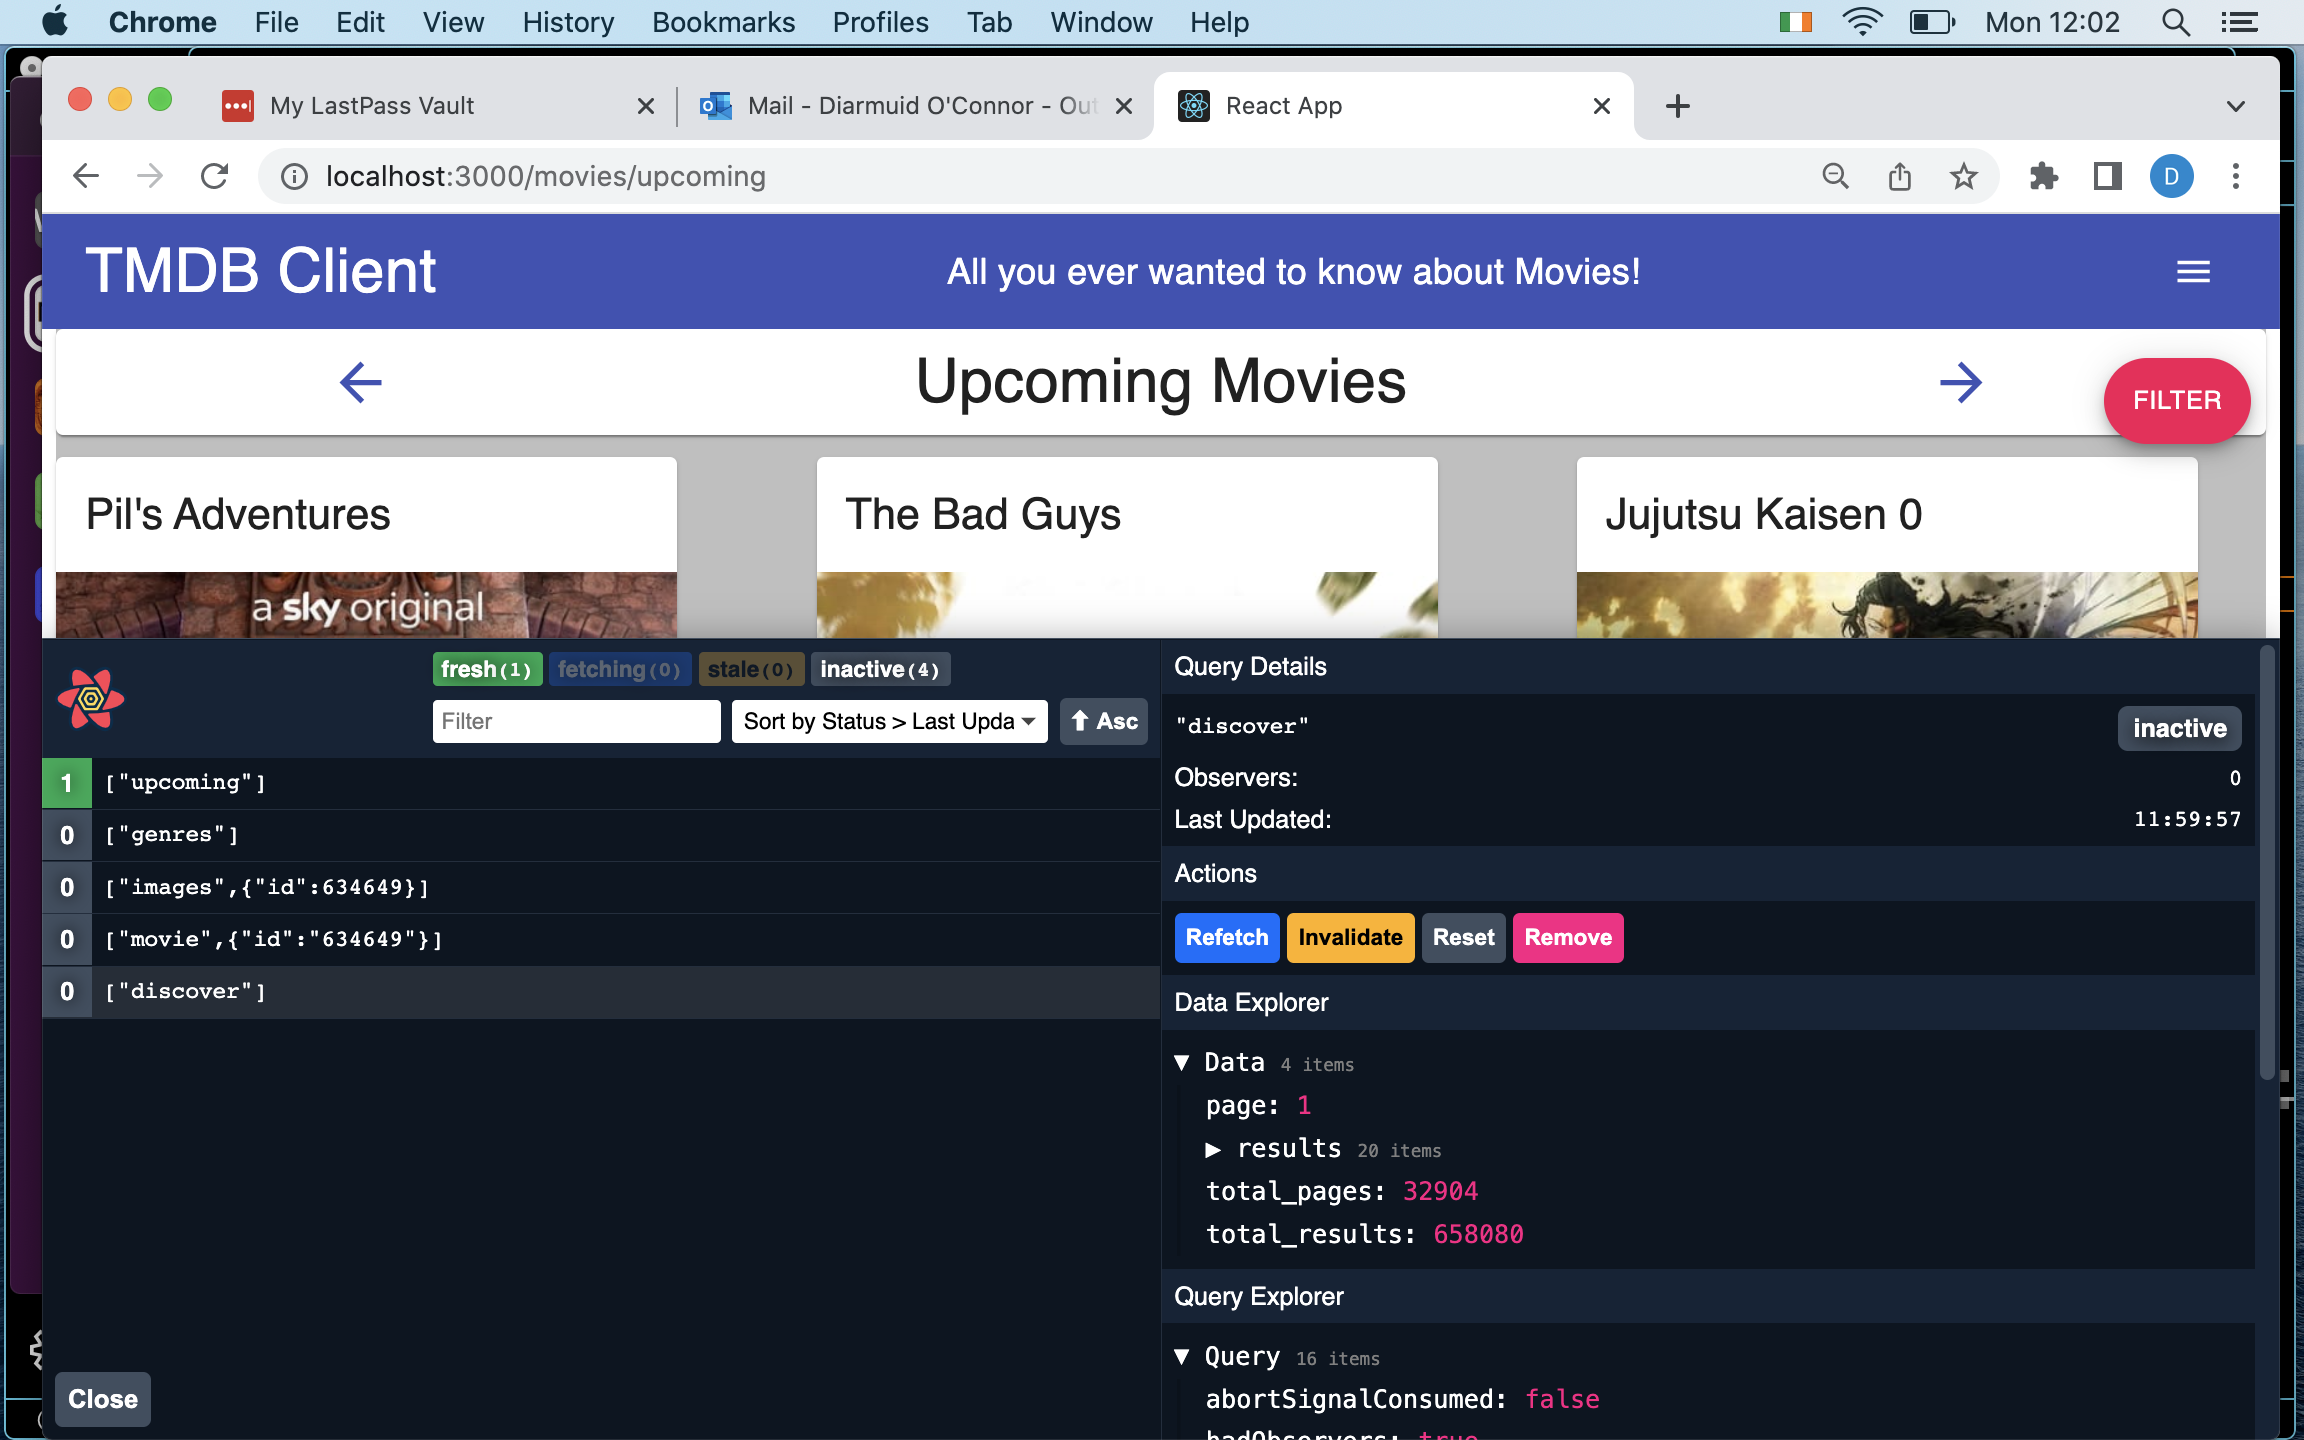 Chrome File Edit View History Bookmarks Profiles Tab Window Help Mon 12:02
My LastPass Vault Mail - Diarmuid O'Connor - Out React App
localhost:3000/movies/upcoming D
TMDB Client All you ever wanted to know about Movies!
Upcoming Movies FILTER
Pil's Adventures The Bad Guys Jujutsu Kaisen 0
a sky original
fresh(1) fetching(0) stale(0) inactive(4)
Filter Sort by Status > Last Upda Asc
1 ["upcoming"]
0 ["genres"]
0 ["images",{"id":634649}]
0 ["movie",{"id":"634649"}]
0 ["discover"]
Close
Query Details
"discover" inactive
Observers: 0
Last Updated: 11:59:57
Actions
Refetch Invalidate Reset Remove
Data Explorer
Data 4 items
page: 1
results 20 items
total_pages: 32904
total_results: 658080
Query Explorer
Query 16 items
abortSignalConsumed: false
hadObservers: true